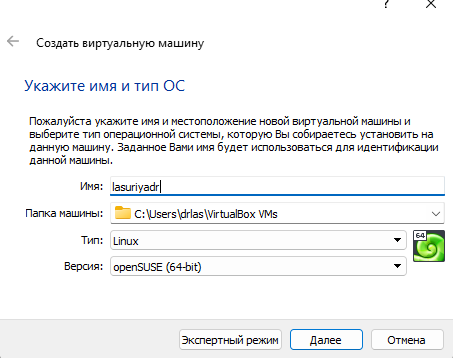 ?
Создать виртуальную машину
Укажите имя и тип ОС
Пожалуйста укажите имя и местоположение новой виртуальной машины и
выберите тип операционной системы, которую Вы собираетесь установить на
данную машину. Заданное Вами имя будет использоваться для идентификации
данной машины.
Имя: lasuriyadr
Папка машины: C:\Users\drlas\VirtualBox VMs
Тип: Linux
64
Версия: openSUSE (64-bit)
Экспертный режим Далее Отмена